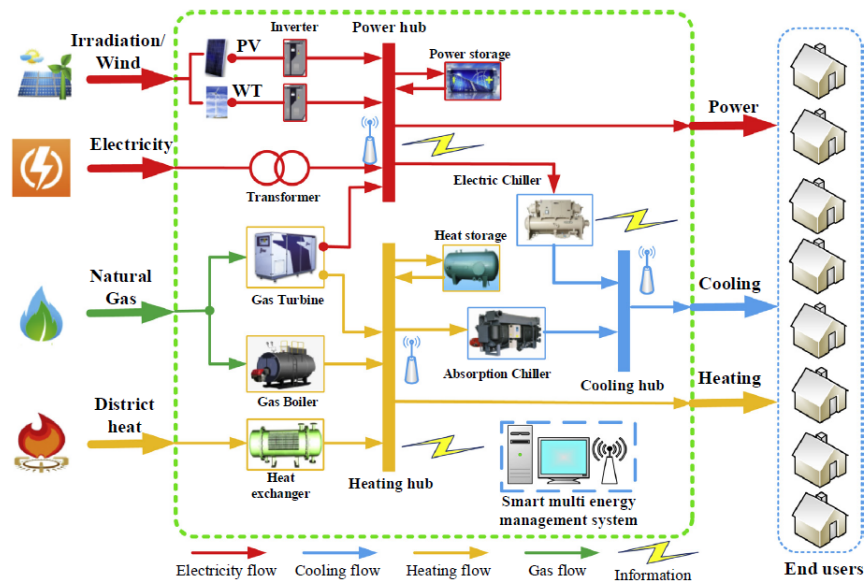 Irradiation/
Wind
PV
Inverter
Power hub
Power storage
WT
Power
Electricity
Transformer
Electric Chiller
Heat storage
Natural
Gas
Gas Turbine
Cooling
Gas Boiler
Absorption Chiller
Cooling hub
Heating
District
heat
Heat
exchanger
Heating hub
Smart multi energy
management system
End users
Electricity flow
Cooling flow
Heating flow
Gas flow
Information